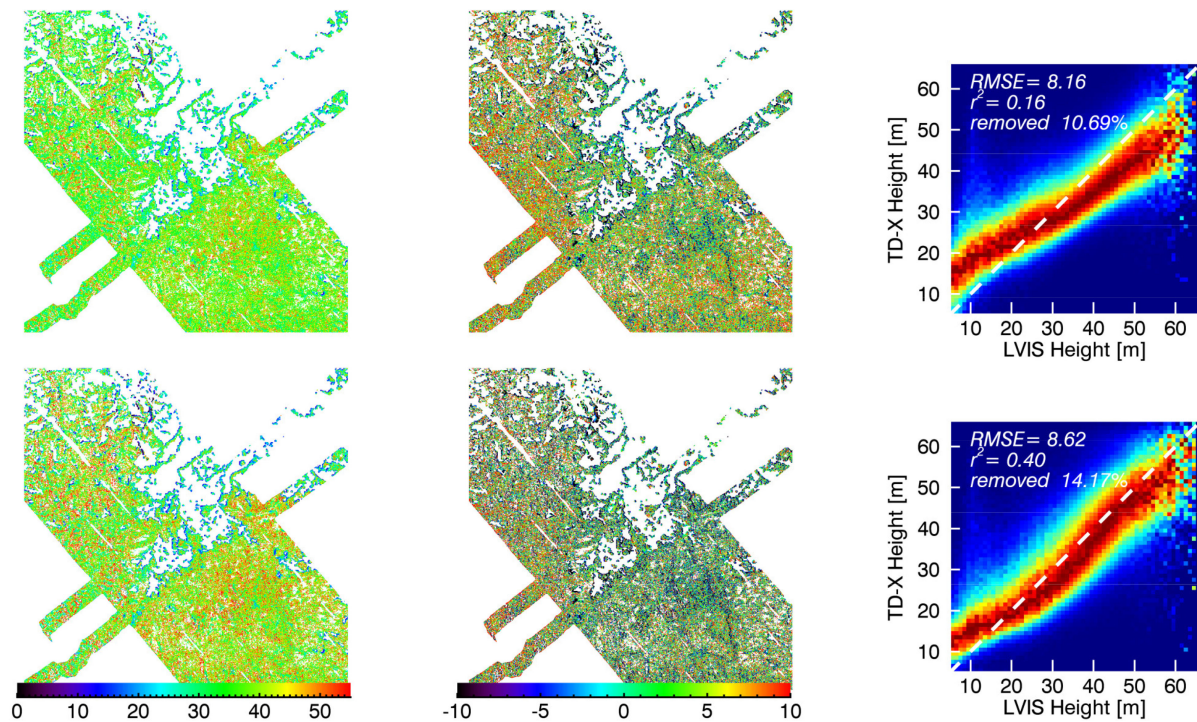 RMSE= 8.16
r²= 0.16
removed 10.69%
60
50
40
30
20
10
TD-X Height [m]
10 20 30 40 50 60
LVIS Height [m]
RMSE= 8.62
r²= 0.40
removed 14.17%
60
50
40
30
20
10
TD-X Height [m]
10 20 30 40 50 60
LVIS Height [m]
0 10 20 30 40 50
-10 -5 0 5 10